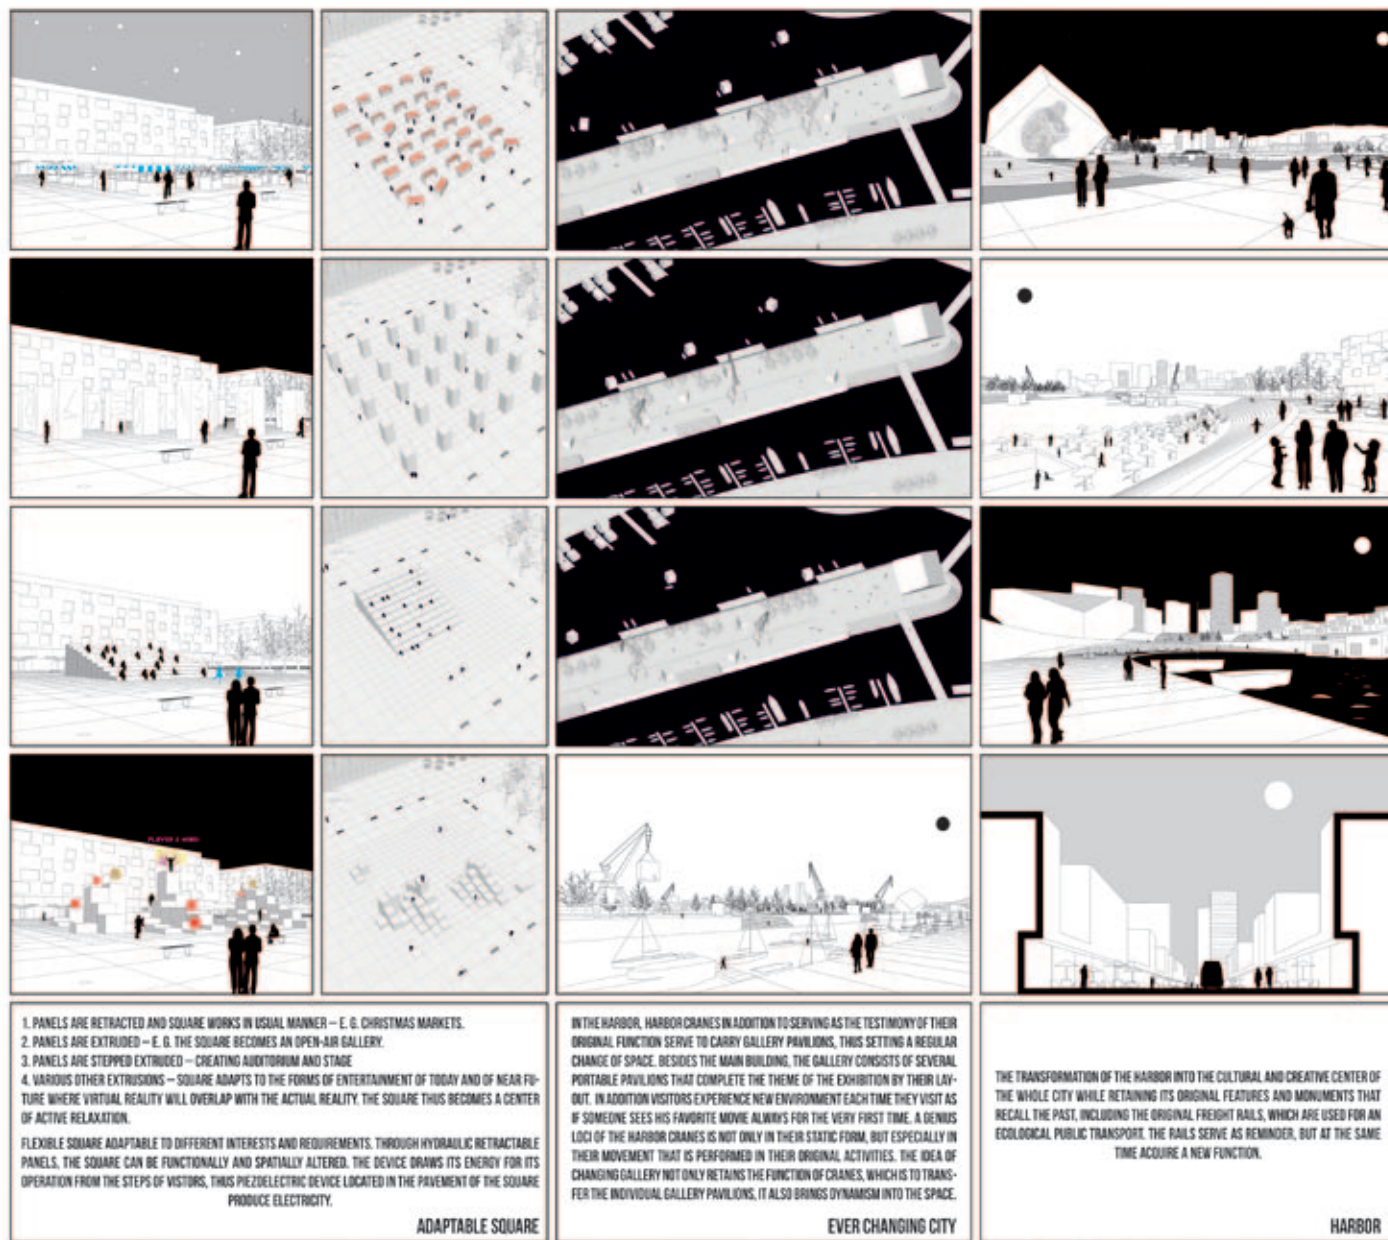 PLAYER 2 WINS!
1. PANELS ARE RETRACTED AND SQUARE WORKS IN USUAL MANNER – E. G. CHRISTMAS MARKETS.
2. PANELS ARE EXTRUDED – E. G. THE SQUARE BECOMES AN OPEN-AIR GALLERY.
3. PANELS ARE STEPPED EXTRUDED – CREATING AUDITORIUM AND STAGE
4. VARIOUS OTHER EXTRUSIONS – SQUARE ADAPTS TO THE FORMS OF ENTERTAINMENT OF TODAY AND OF NEAR FU-
TURE WHERE VIRTUAL REALITY WILL OVERLAP WITH THE ACTUAL REALITY. THE SQUARE THUS BECOMES A CENTER
OF ACTIVE RELAXATION.
FLEXIBLE SQUARE ADAPTABLE TO DIFFERENT INTERESTS AND REQUIREMENTS. THROUGH HYDRAULIC RETRACTABLE
PANELS, THE SQUARE CAN BE FUNCTIONALLY AND SPATIALLY ALTERED. THE DEVICE DRAWS ITS ENERGY FOR ITS
OPERATION FROM THE STEPS OF VISTORS, THUS PIEZOELECTRIC DEVICE LOCATED IN THE PAVEMENT OF THE SQUARE
PRODUCE ELECTRICITY.
ADAPTABLE SQUARE
IN THE HARBOR, HARBOR CRANES IN ADDITION TO SERVING AS THE TESTIMONY OF THEIR
ORIGINAL FUNCTION SERVE TO CARRY GALLERY PAVILIONS, THUS SETTING A REGULAR
CHANGE OF SPACE. BESIDES THE MAIN BUILDING, THE GALLERY CONSISTS OF SEVERAL
PORTABLE PAVILIONS THAT COMPLETE THE THEME OF THE EXHIBITION BY THEIR LAY-
OUT. IN ADDITION VISITORS EXPERIENCE NEW ENVIRONMENT EACH TIME THEY VISIT AS
IF SOMEONE SEES HIS FAVORITE MOVIE ALWAYS FOR THE VERY FIRST TIME. A GENIUS
LOCI OF THE HARBOR CRANES IS NOT ONLY IN THEIR STATIC FORM, BUT ESPECIALLY IN
THEIR MOVEMENT THAT IS PERFORMED IN THEIR ORIGINAL ACTIVITIES. THE IDEA OF
CHANGING GALLERY NOT ONLY RETAINS THE FUNCTION OF CRANES, WHICH IS TO TRANS-
FER THE INDIVIDUAL GALLERY PAVILIONS, IT ALSO BRINGS DYNAMISM INTO THE SPACE.
EVER CHANGING CITY
THE TRANSFORMATION OF THE HARBOR INTO THE CULTURAL AND CREATIVE CENTER OF
THE WHOLE CITY WHILE RETAINING ITS ORIGINAL FEATURES AND MONUMENTS THAT
RECALL THE PAST, INCLUDING THE ORIGINAL FREIGHT RAILS, WHICH ARE USED FOR AN
ECOLOGICAL PUBLIC TRANSPORT. THE RAILS SERVE AS REMINDER, BUT AT THE SAME
TIME ACQUIRE A NEW FUNCTION.
HARBOR